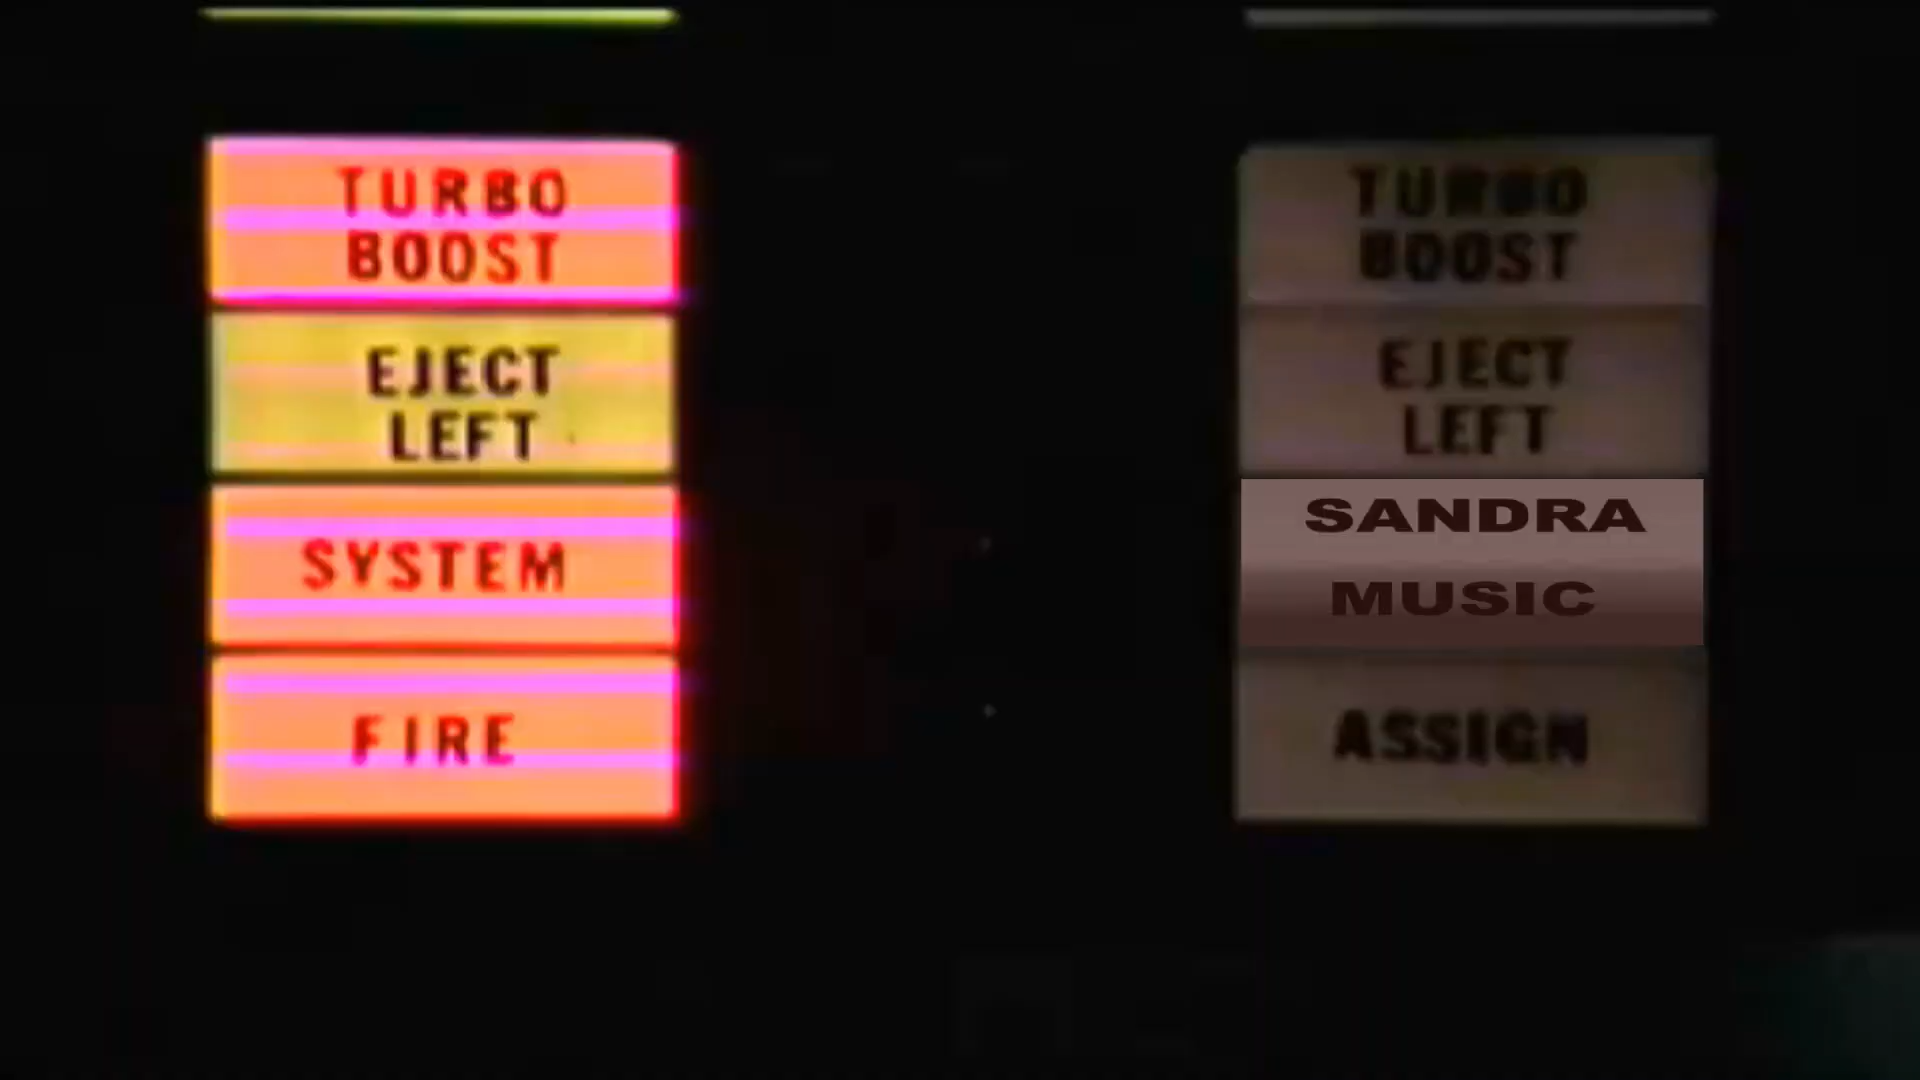 TURBO
BOOST
EJECT
LEFT
SYSTEM
FIRE
TURBO
BOOST
EJECT
LEFT
SANDRA
MUSIC
ASSIGN